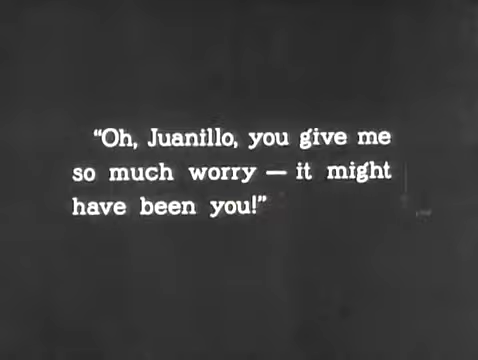 “Oh, Juanillo, you give me
so much worry — it might
have been you!”